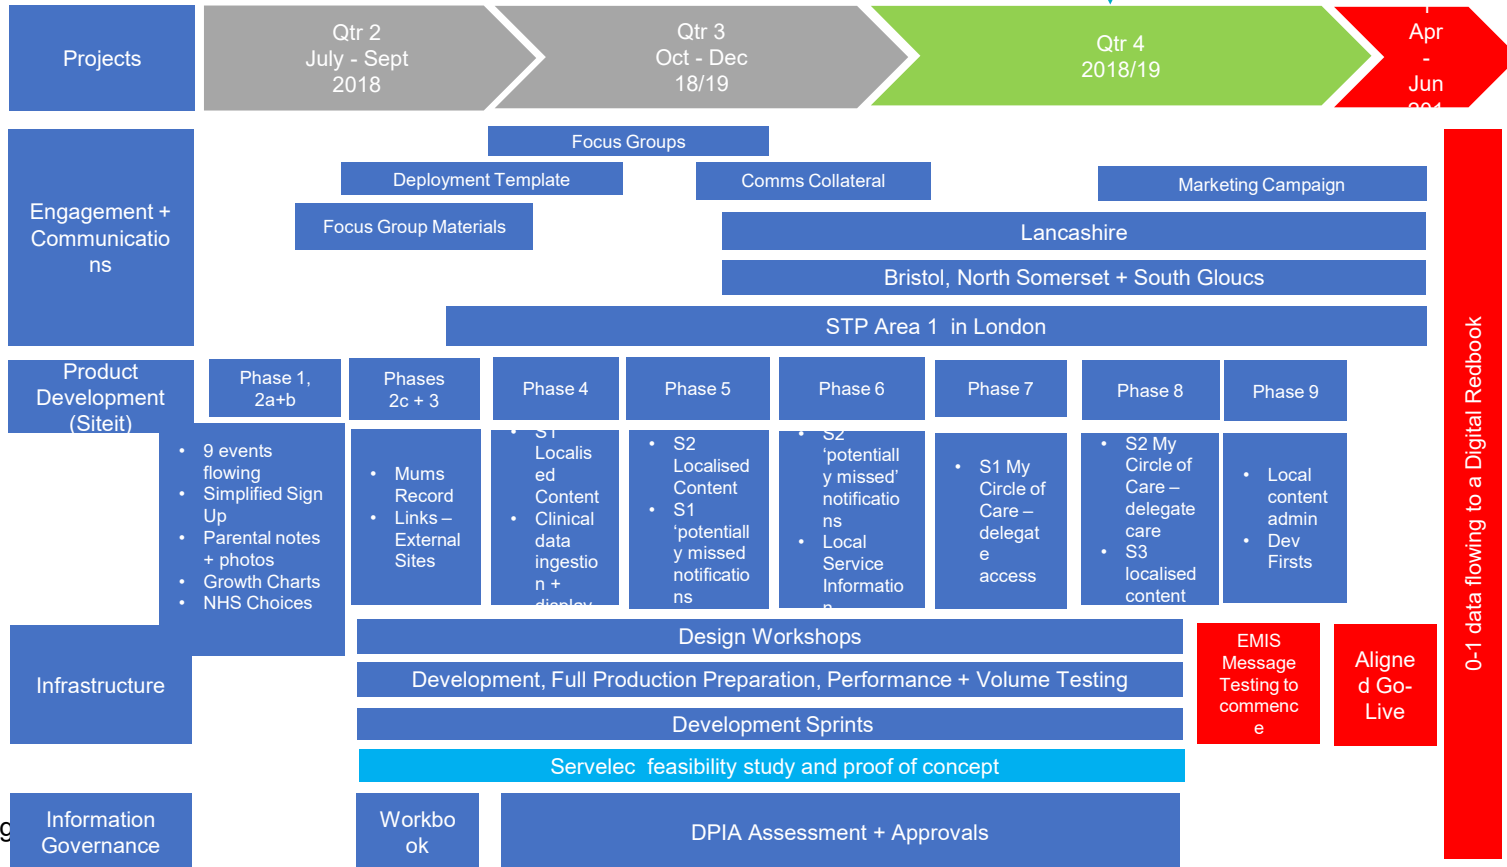 Projects
Qtr 2
July - Sept
2018
Qtr 3
Oct - Dec
18/19
Qtr 4
2018/19
Apr
-
Jun
Engagement +
Communicatio
ns
Focus Groups
Deployment Template
Comms Collateral
Marketing Campaign
Focus Group Materials
Lancashire
Bristol, North Somerset + South Gloucs
STP Area 1 in London
Product
Development
(Siteit)
Phase 1,
2a+b
Phases
2c + 3
Phase 4
Phase 5
Phase 6
Phase 7
Phase 8
Phase 9
• 9 events
flowing
• Simplified Sign
Up
• Parental notes
+ photos
• Growth Charts
• NHS Choices
• Mums
Record
• Links –
External
Sites
• S1
Localis
ed
Content
• Clinical
data
ingestio
n +
display
• S2
Localised
Content
• S1
‘potentiall
y missed
notificatio
ns
• S2
‘potentiall
y missed’
notificatio
ns
• Local
Service
Informatio
n
• S1 My
Circle of
Care –
delegat
e
access
• S2 My
Circle of
Care –
delegate
care
• S3
localised
content
• Local
content
admin
• Dev
Firsts
Infrastructure
Design Workshops
Development, Full Production Preparation, Performance + Volume Testing
Development Sprints
Servelec feasibility study and proof of concept
EMIS
Message
Testing to
commenc
e
Aligne
d Go-
Live
0-1 data flowing to a Digital Redbook
g
Information
Governance
Workbo
ok
DPIA Assessment + Approvals